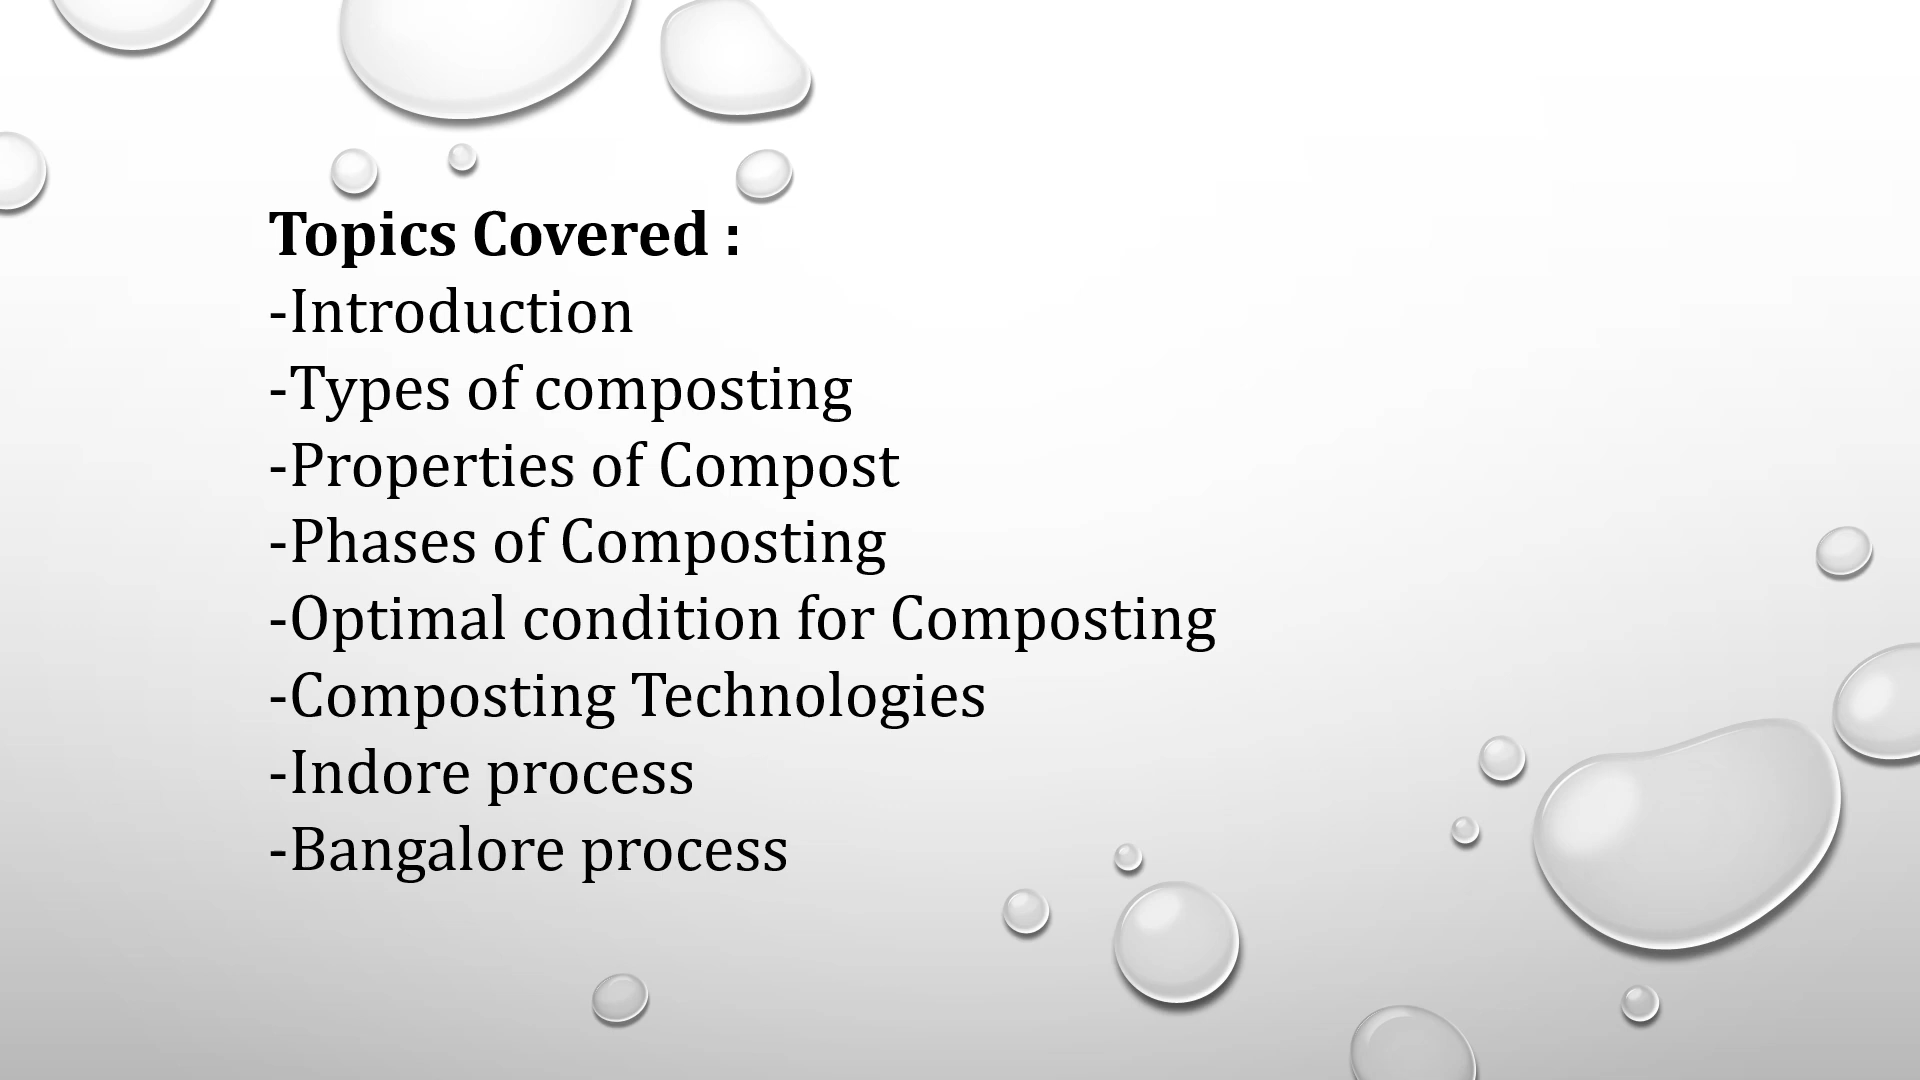 Topics Covered :
-Introduction
-Types of composting
-Properties of Compost
-Phases of Composting
-Optimal condition for Composting
-Composting Technologies
-Indore process
-Bangalore process